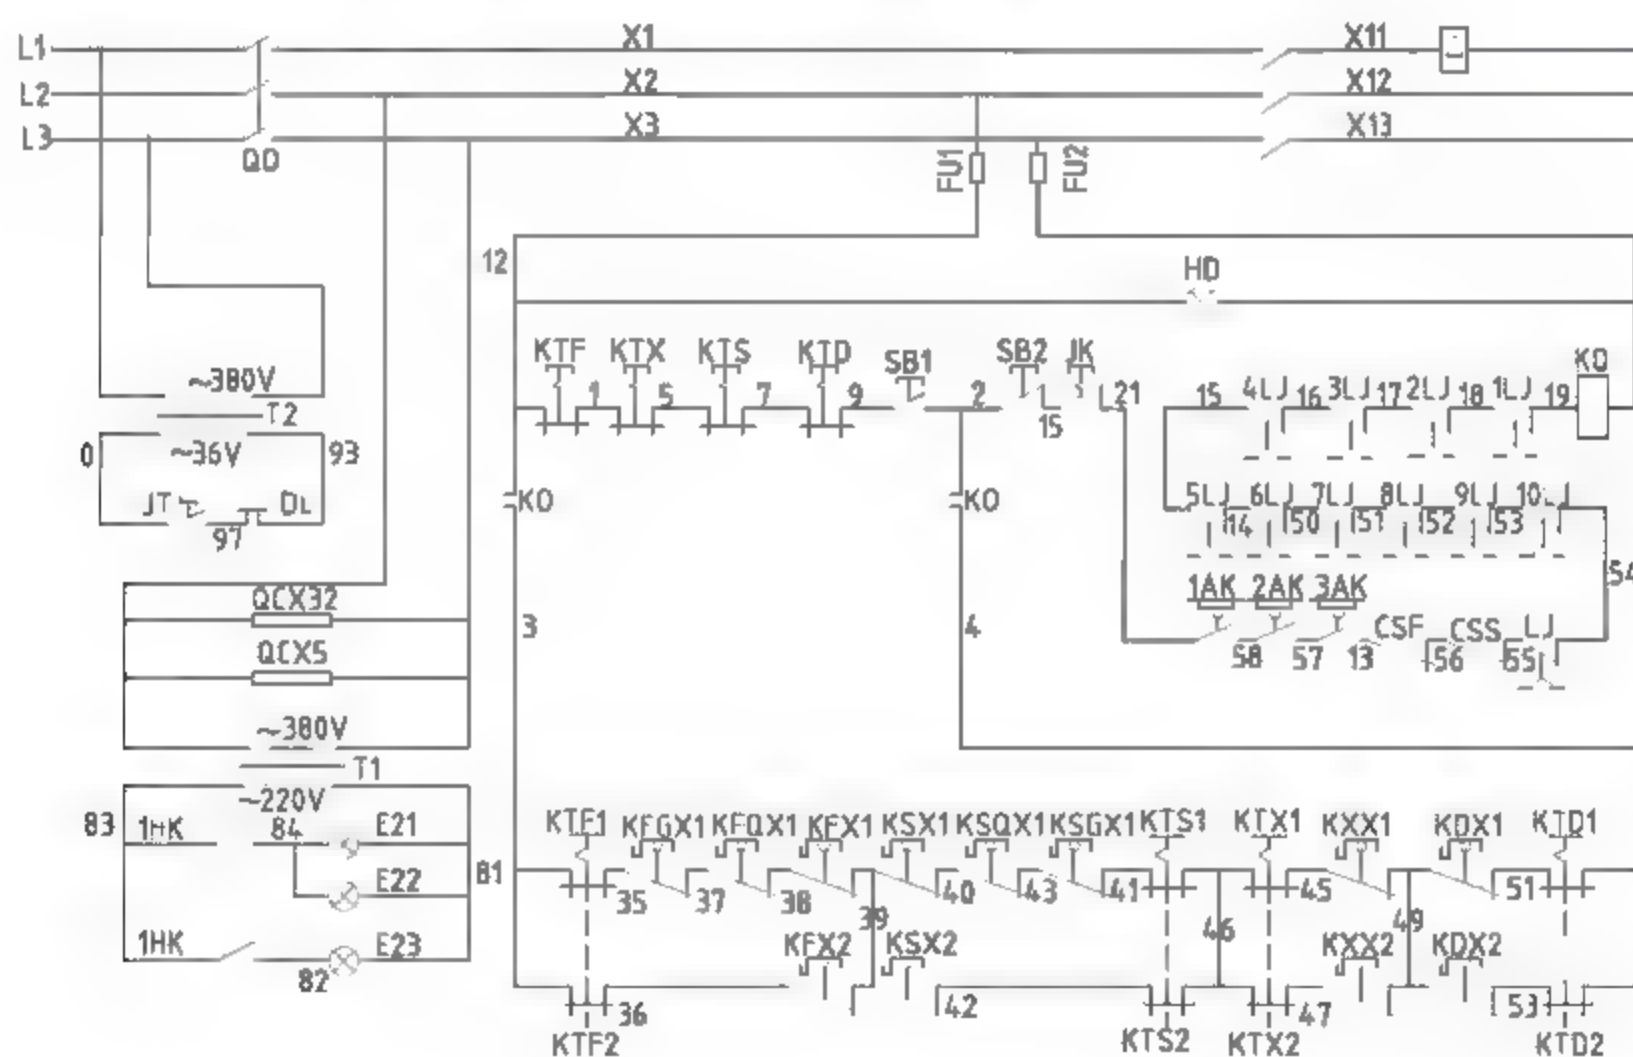 L1 X1 X11
L2 X2 X12
L3 X3 X13
QO FU1 FU2
12 HD
KTF KTX KTS KTD SB1 SB2 JK KO
1 5 7 9 2 15 L21
15 4LJ 16 3LJ 17 2LJ 18 1LJ 19
~380V
T2
0 ~36V 93
JT DL
97
KO KO
5LJ 6LJ 7LJ 8LJ 9LJ 10LJ
14 50 51 52 53
54
QCX32
1AK 2AK 3AK
3 4
58 57 13 CSF 56 CSS 55 LJ
QCX5
~380V
T1
~220V
83 1HK 84 E21
E22
81
1HK E23
82
KTF1 KFGX1 KFQX1 KFX1 KSX1 KSQX1 KSGX1 KTS1 KTX1 KXX1 KDX1 KTD1
35 37 38 39 40 43 41 46 45 49 51
KFX2 KSX2 KXX2 KDX2
36 42 47 53
KTF2 KTS2 KTX2 KTD2